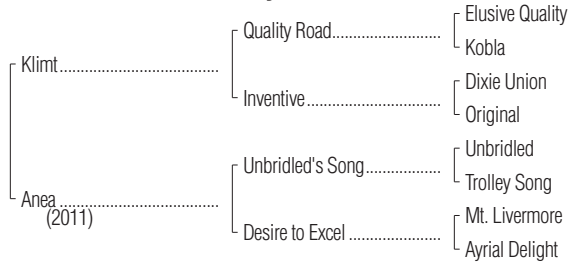 Elusive Quality
Quality Road
Kobla
Klimt
Dixie Union
Inventive
Original
Unbridled
Unbridled's Song
Trolley Song
Anea
(2011)
Mt. Livermore
Desire to Excel
Ayrial Delight